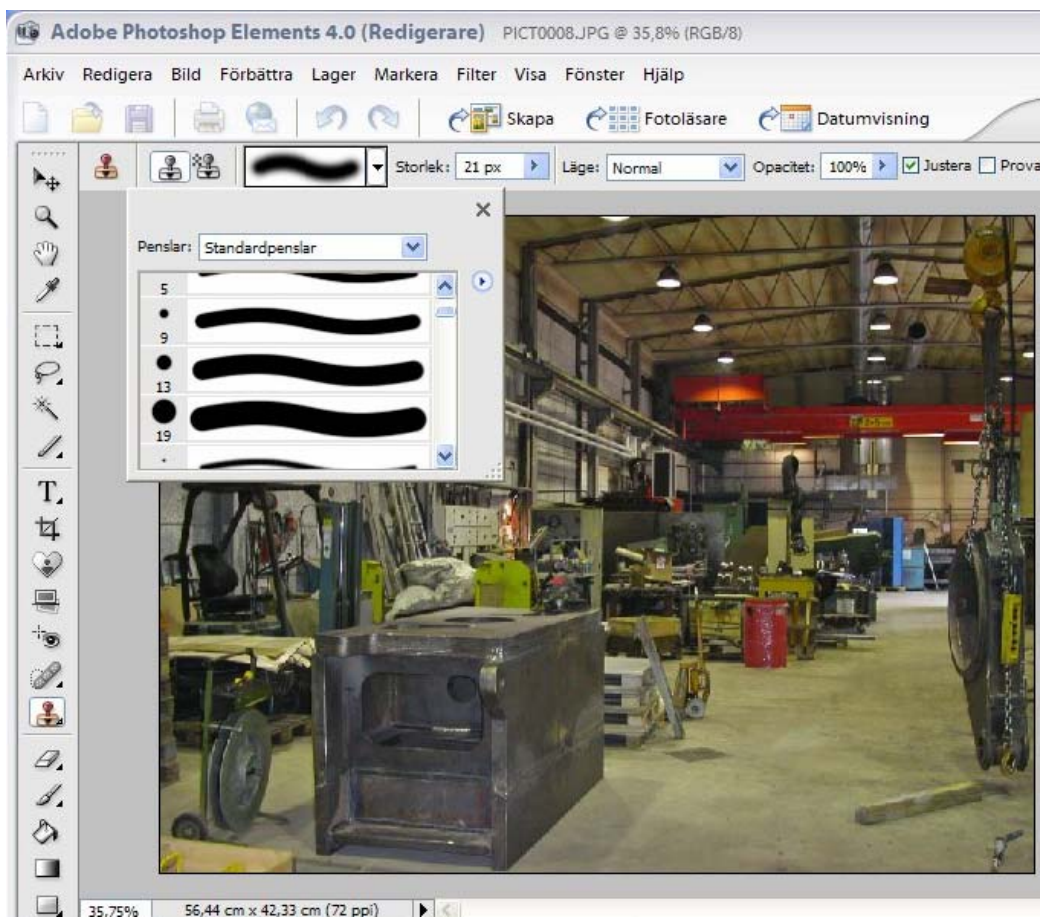 Adobe Photoshop Elements 4.0 (Redigerare) PICT0008.JPG @ 35,8% (RGB/8)
Arkiv Redigera Bild Förbättra Lager Markera Filter Visa Fönster Hjälp
Skapa Fotoläsare Datumvisning
Storlek: 21 px Läge: Normal Opacitet: 100% Justera Prova
Penslar: Standardpenslar
5
9
13
19
T
35,75% 56,44 cm x 42,33 cm (72 ppi)